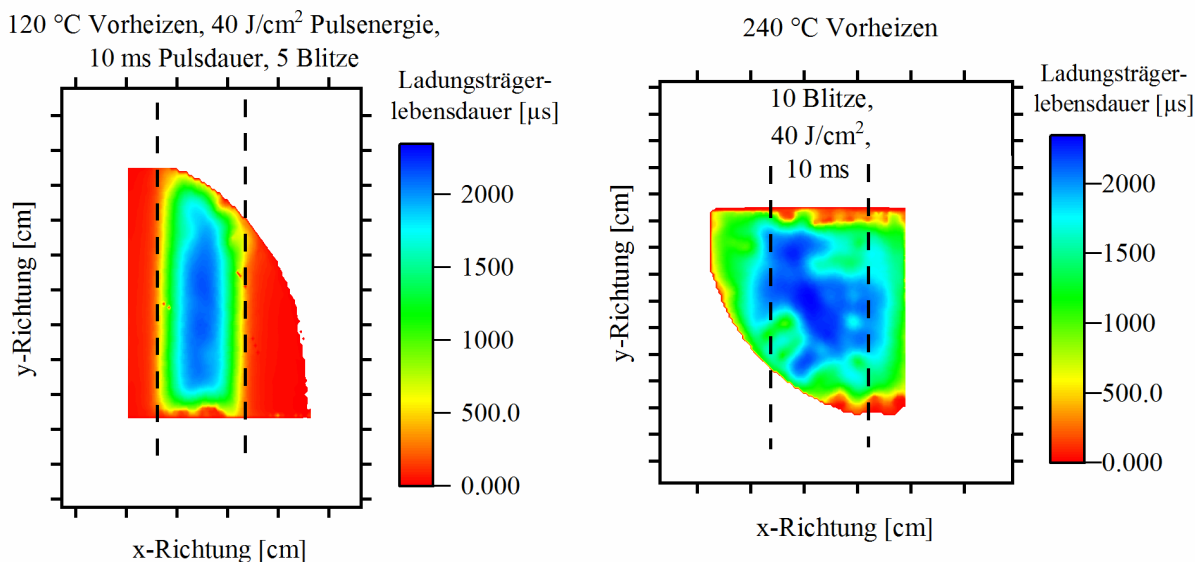 120 °C Vorheizen, 40 J/cm² Pulsenergie,
10 ms Pulsdauer, 5 Blitze
Ladungsträger-
lebensdauer [µs]
2000
1500
1000
500.0
0.000
y-Richtung [cm]
x-Richtung [cm]
240 °C Vorheizen
10 Blitze,
40 J/cm²,
10 ms
Ladungsträger-
lebensdauer [µs]
2000
1500
1000
500.0
0.000
y-Richtung [cm]
x-Richtung [cm]